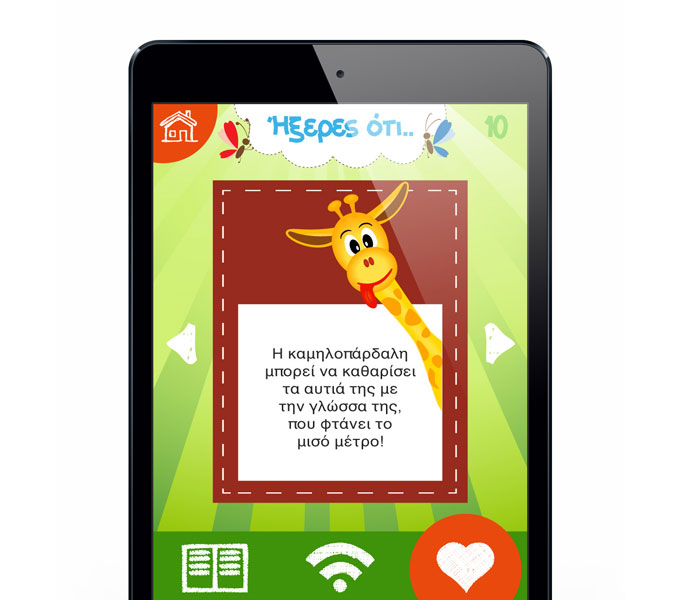 Ήξερες ότι..
10
Η καμηλοπάρδαλη
μπορεί να καθαρίσει
τα αυτιά της με
την γλώσσα της,
που φτάνει το
μισό μέτρο!